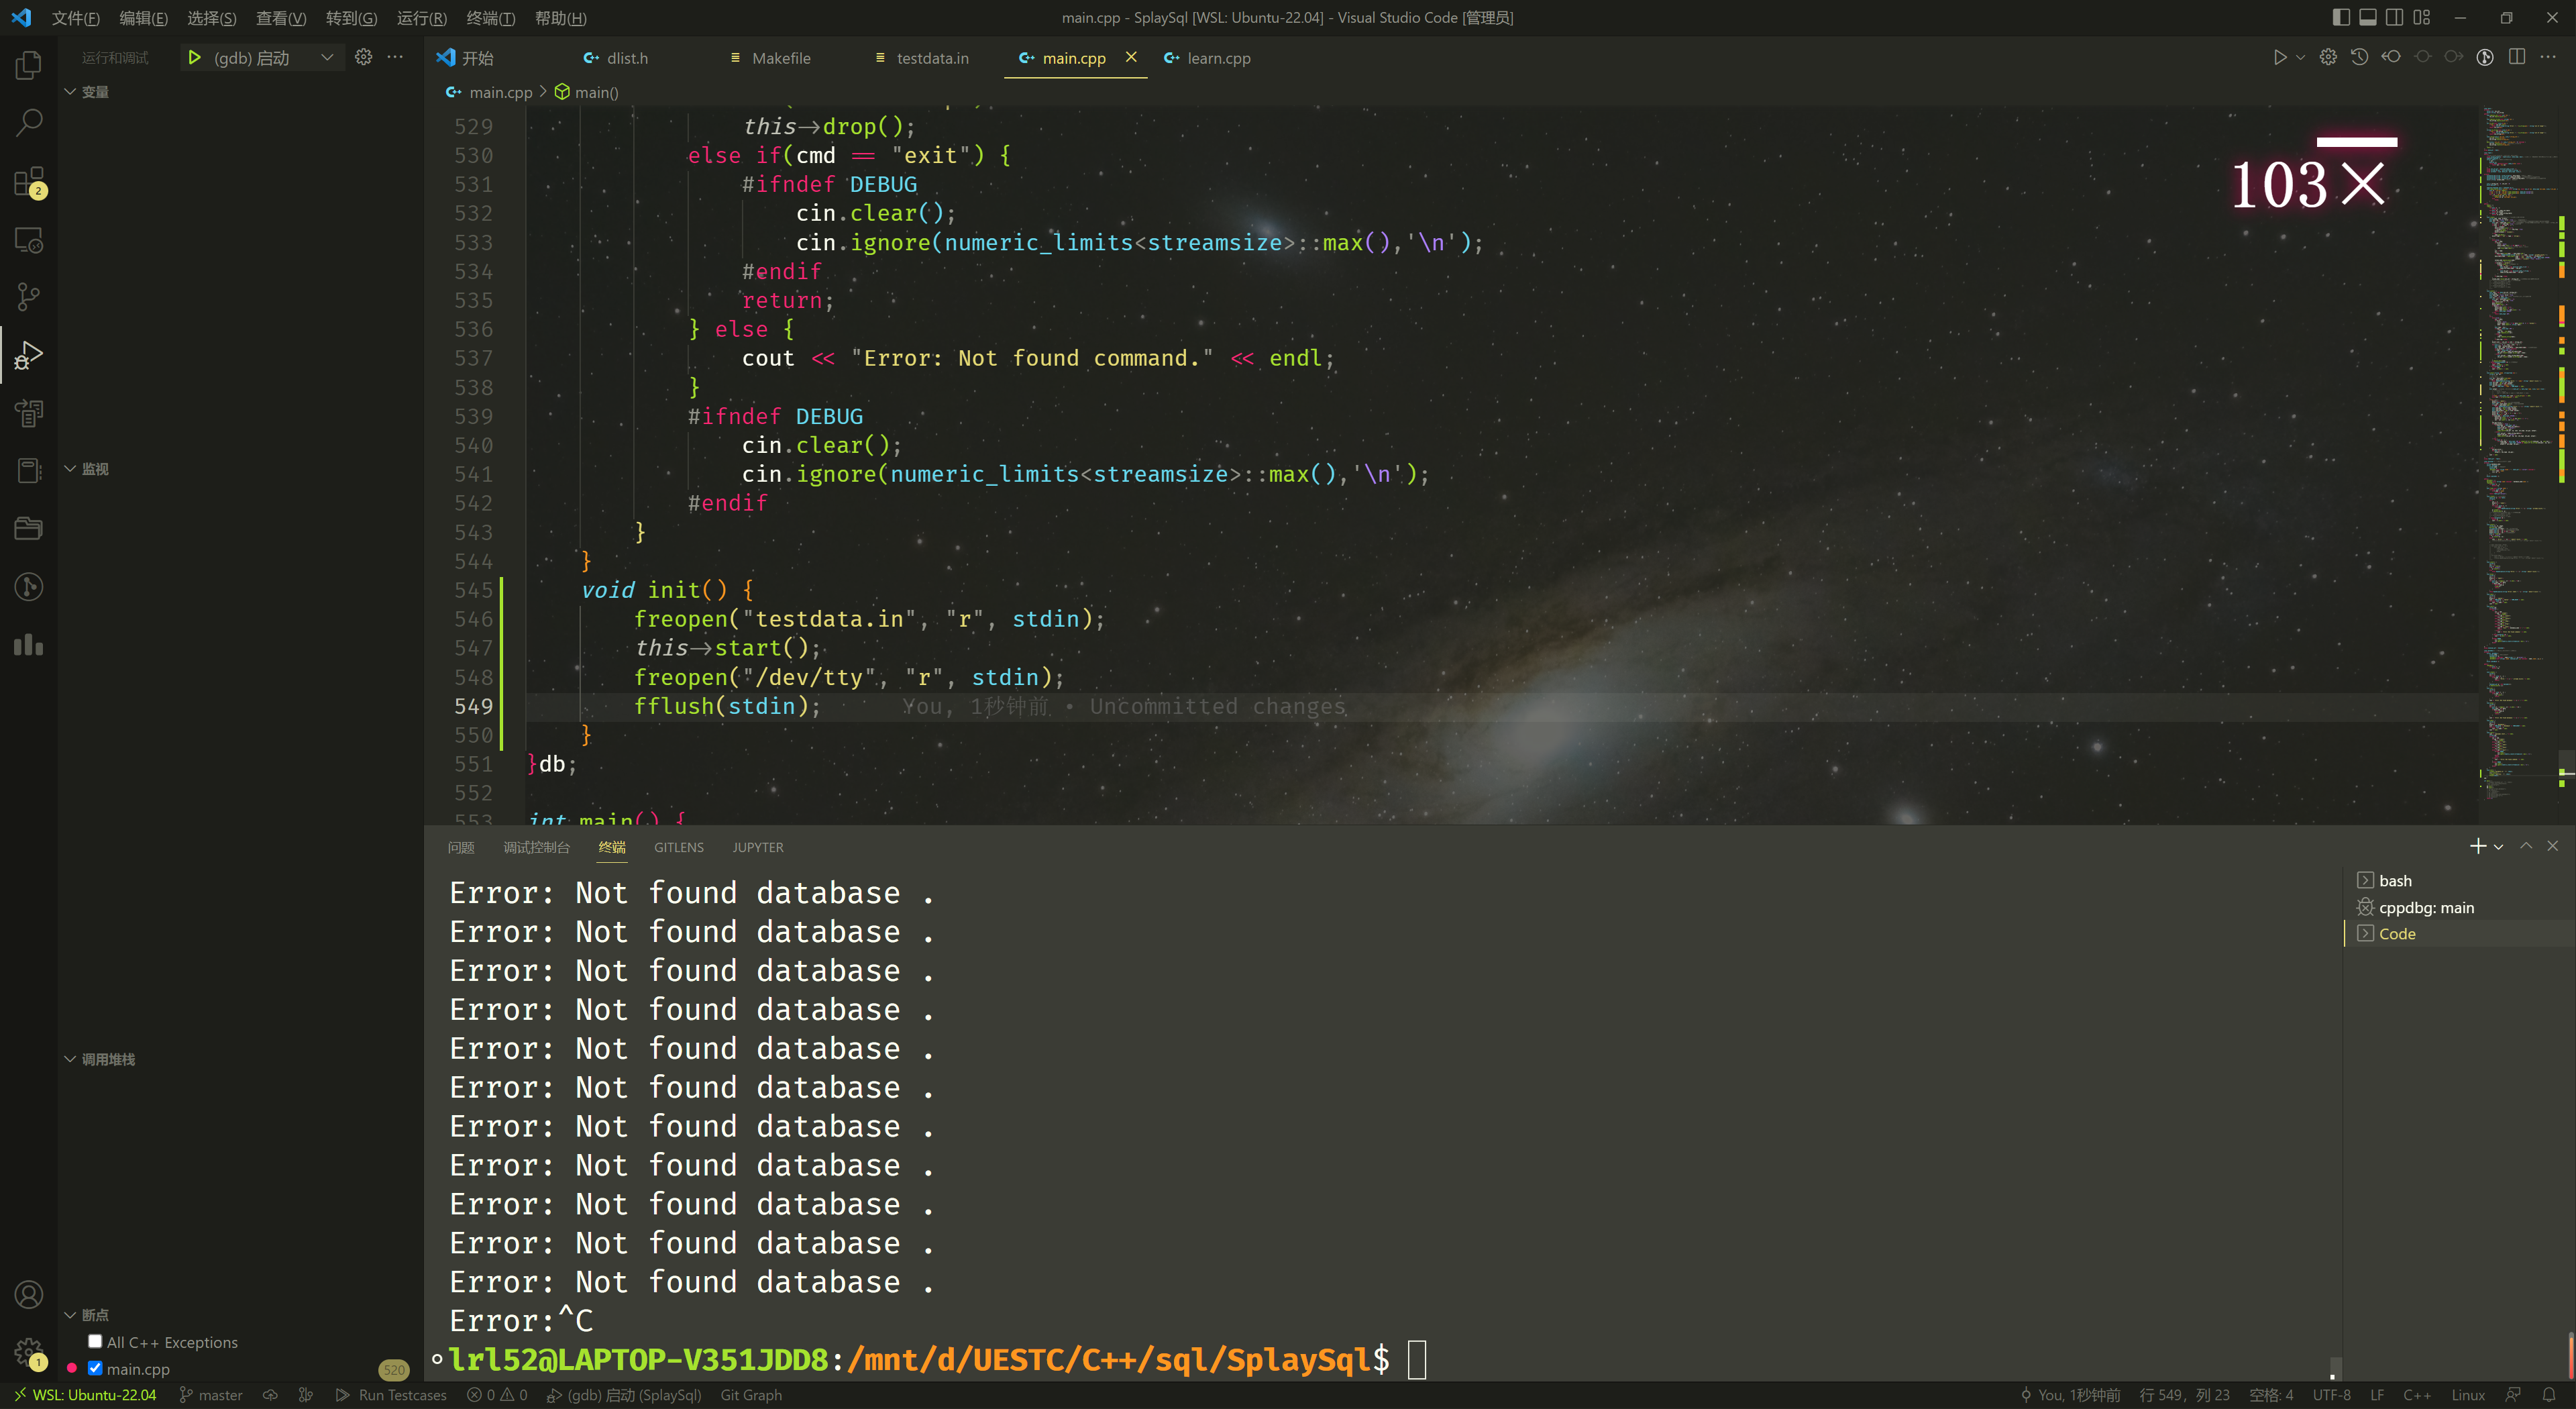 文件(F) 编辑(E) 选择(S) 查看(V) 转到(G) 运行(R) 终端(T) 帮助(H) main.cpp - SplaySql [WSL: Ubuntu-22.04] - Visual Studio Code [管理员]
运行和调试 (gdb) 启动
开始 dlist.h Makefile testdata.in main.cpp learn.cpp
main.cpp > main()
变量
监视
调用堆栈
断点
All C++ Exceptions
main.cpp 520
2
1
529 this->drop();
530 else if(cmd == "exit") {
531 #ifndef DEBUG
532 cin.clear();
533 cin.ignore(numeric_limits<streamsize>::max(),'\n');
534 #endif
535 return;
536 } else {
537 cout << "Error: Not found command." << endl;
538 }
539 #ifndef DEBUG
540 cin.clear();
541 cin.ignore(numeric_limits<streamsize>::max(),'\n');
542 #endif
543 }
544 }
545 void init() {
546 freopen("testdata.in", "r", stdin);
547 this->start();
548 freopen("/dev/tty", "r", stdin);
549 fflush(stdin); You, 1秒钟前 • Uncommitted changes
550 }
551 }db;
552
553 int main() {
103×
问题 调试控制台 终端 GITLENS JUPYTER
Error: Not found database .
Error: Not found database .
Error: Not found database .
Error: Not found database .
Error: Not found database .
Error: Not found database .
Error: Not found database .
Error: Not found database .
Error: Not found database .
Error: Not found database .
Error: Not found database .
Error:^C
lrl52@LAPTOP-V351JDD8:/mnt/d/UESTC/C++/sql/SplaySql$
bash
cppdbg: main
Code
WSL: Ubuntu-22.04 master Run Testcases 0 0 (gdb) 启动 (SplaySql) Git Graph You, 1秒钟前 行 549，列 23 空格: 4 UTF-8 LF C++ Linux